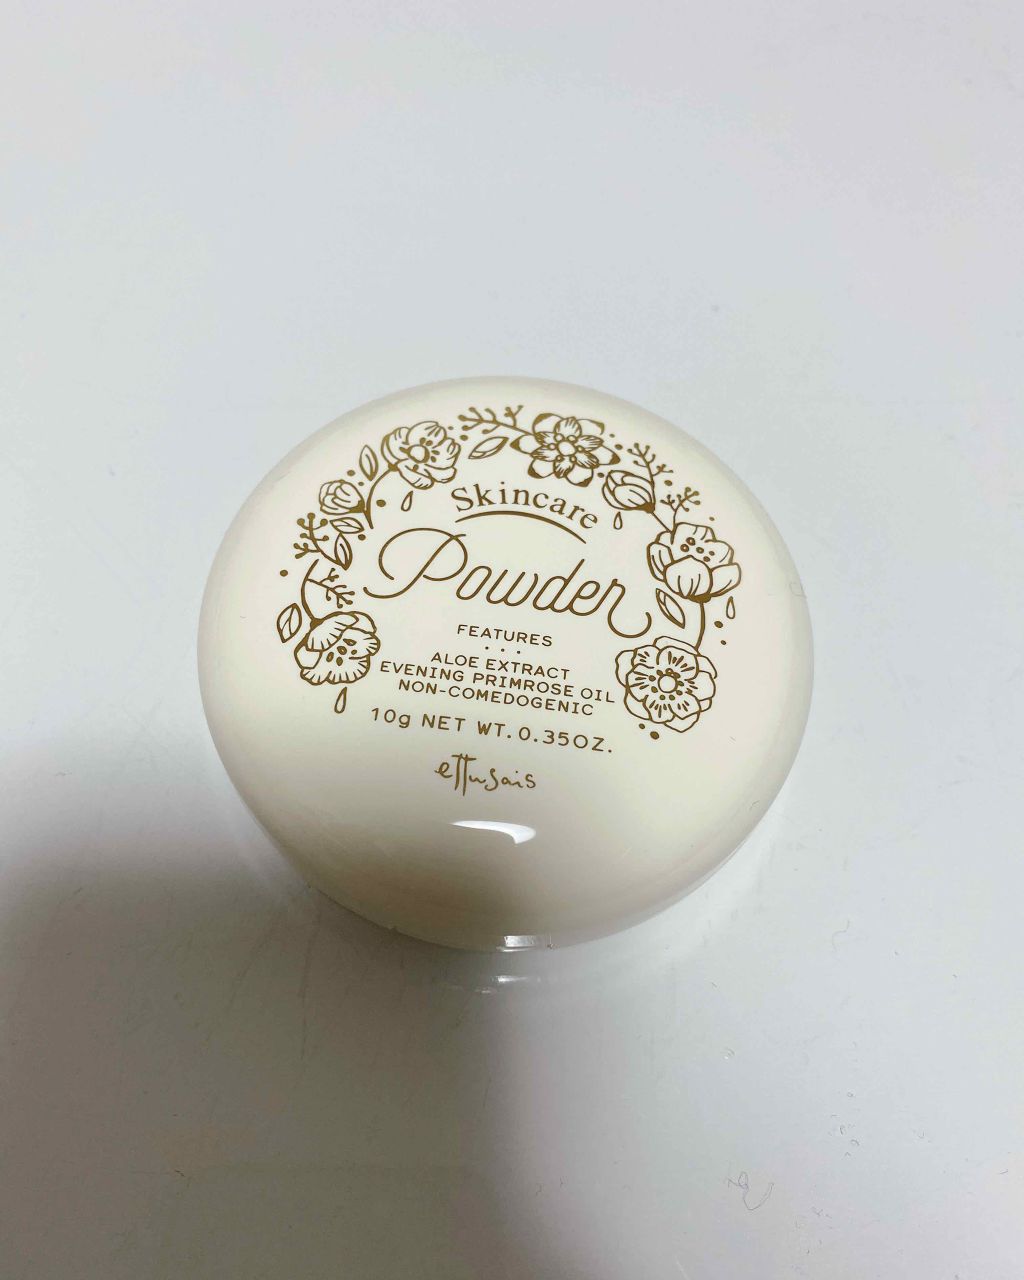 Skincare
Powder
FEATURES
ALOE EXTRACT
EVENING PRIMROSE OIL
NON-COMEDOGENIC
10g NET WT. 0.35OZ.
ettusais